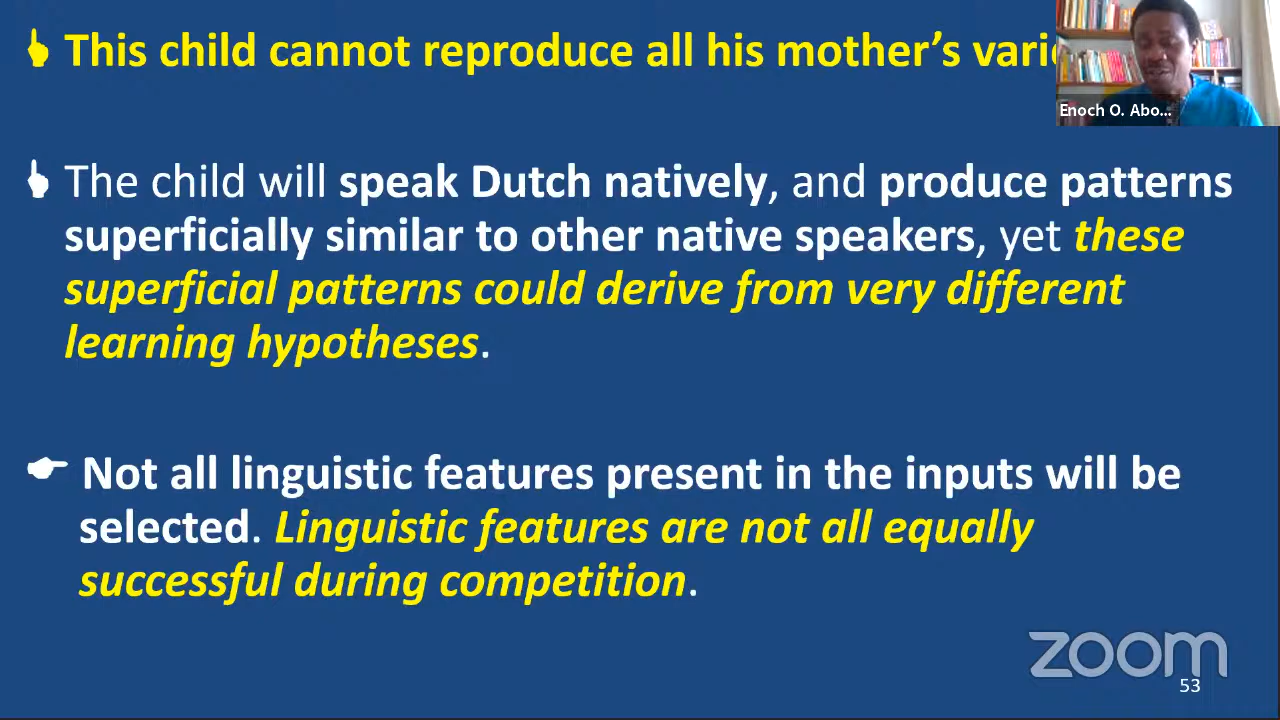 This child cannot reproduce all his mother's
Enoch O. Abo...
The child will speak Dutch natively, and produce patterns
superficially similar to other native speakers, yet these
superficial patterns could derive from very different
learning hypotheses.
Not all linguistic features present in the inputs will be
selected. Linguistic features are not all equally
successful during competition.
zoom
53